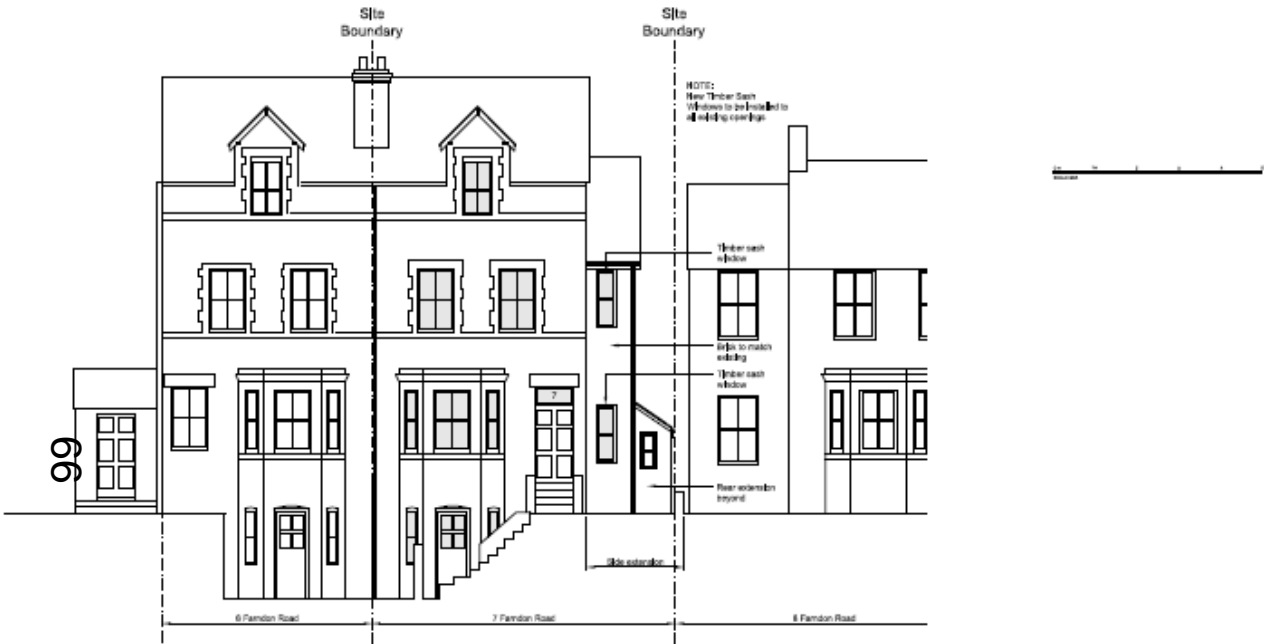 Site
Boundary
Site
Boundary
NOTE:
New Timber Sash
Windows to be installed to
all existing openings
Timber sash
window
Brick to match
existing
Timber sash
window
7
99
Rear extension
beyond
Side extension
6 Farndon Road
7 Farndon Road
8 Farndon Road